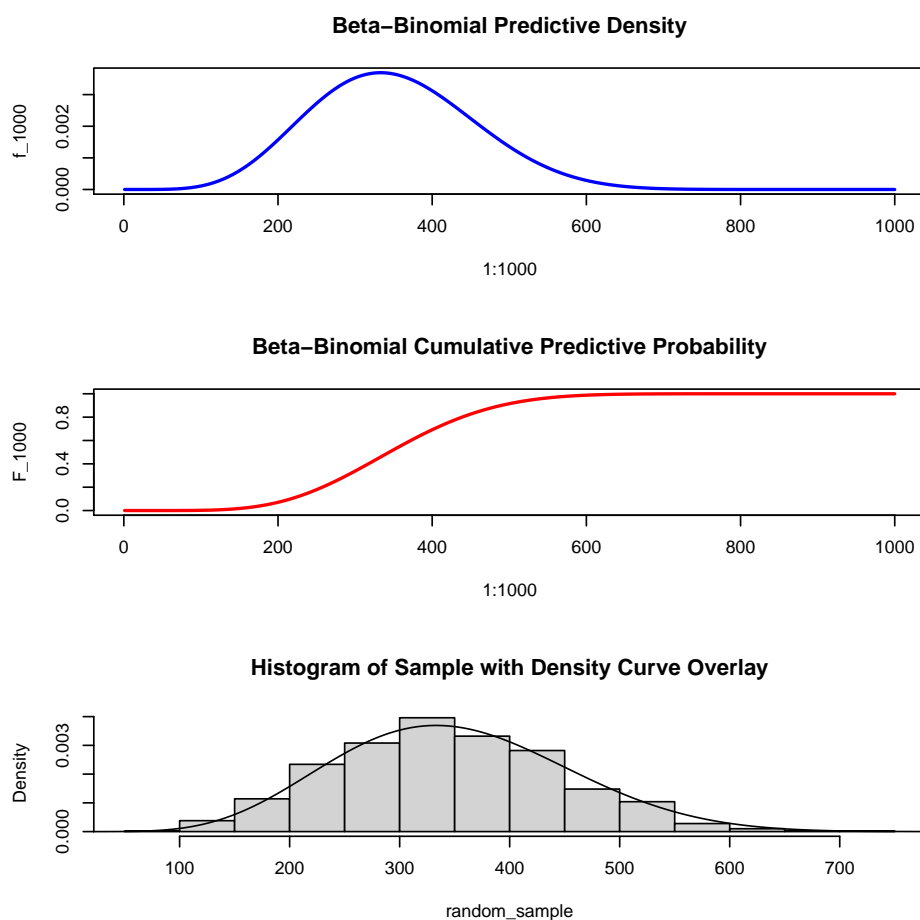 Beta−Binomial Predictive Density
f_1000
0.002
0.000
0 200 400 600 800 1000
1:1000
Beta−Binomial Cumulative Predictive Probability
F_1000
0.8
0.4
0.0
0 200 400 600 800 1000
1:1000
Histogram of Sample with Density Curve Overlay
Density
0.003
0.000
100 200 300 400 500 600 700
random_sample